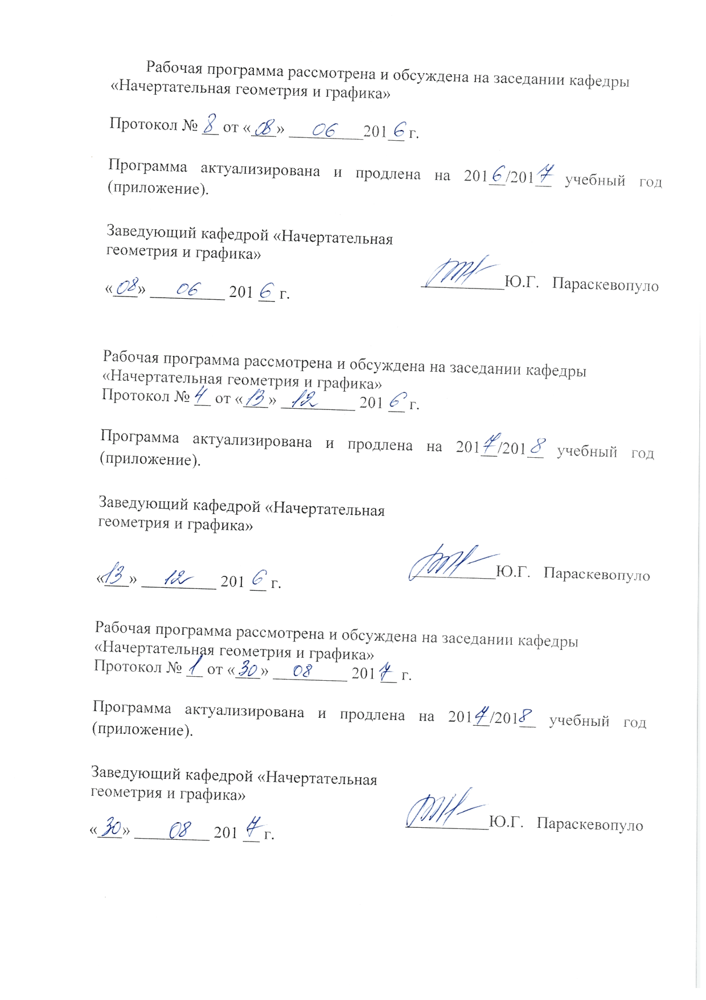 Рабочая программа рассмотрена и обсуждена на заседании кафедры
«Начертательная геометрия и графика»
Протокол № 8 от «08» 06 2016 г.
Программа актуализирована и продлена на 2016/2017 учебный год
(приложение).
Заведующий кафедрой «Начертательная
геометрия и графика»
«08» 06 2016 г. Ю.Г. Параскевопуло
Рабочая программа рассмотрена и обсуждена на заседании кафедры
«Начертательная геометрия и графика»
Протокол № 4 от «13» 12 2016 г.
Программа актуализирована и продлена на 2017/2018 учебный год
(приложение).
Заведующий кафедрой «Начертательная
геометрия и графика»
«13» 12 2016 г. Ю.Г. Параскевопуло
Рабочая программа рассмотрена и обсуждена на заседании кафедры
«Начертательная геометрия и графика»
Протокол № 1 от «30» 08 2017 г.
Программа актуализирована и продлена на 2017/2018 учебный год
(приложение).
Заведующий кафедрой «Начертательная
геометрия и графика»
«30» 08 2017 г. Ю.Г. Параскевопуло